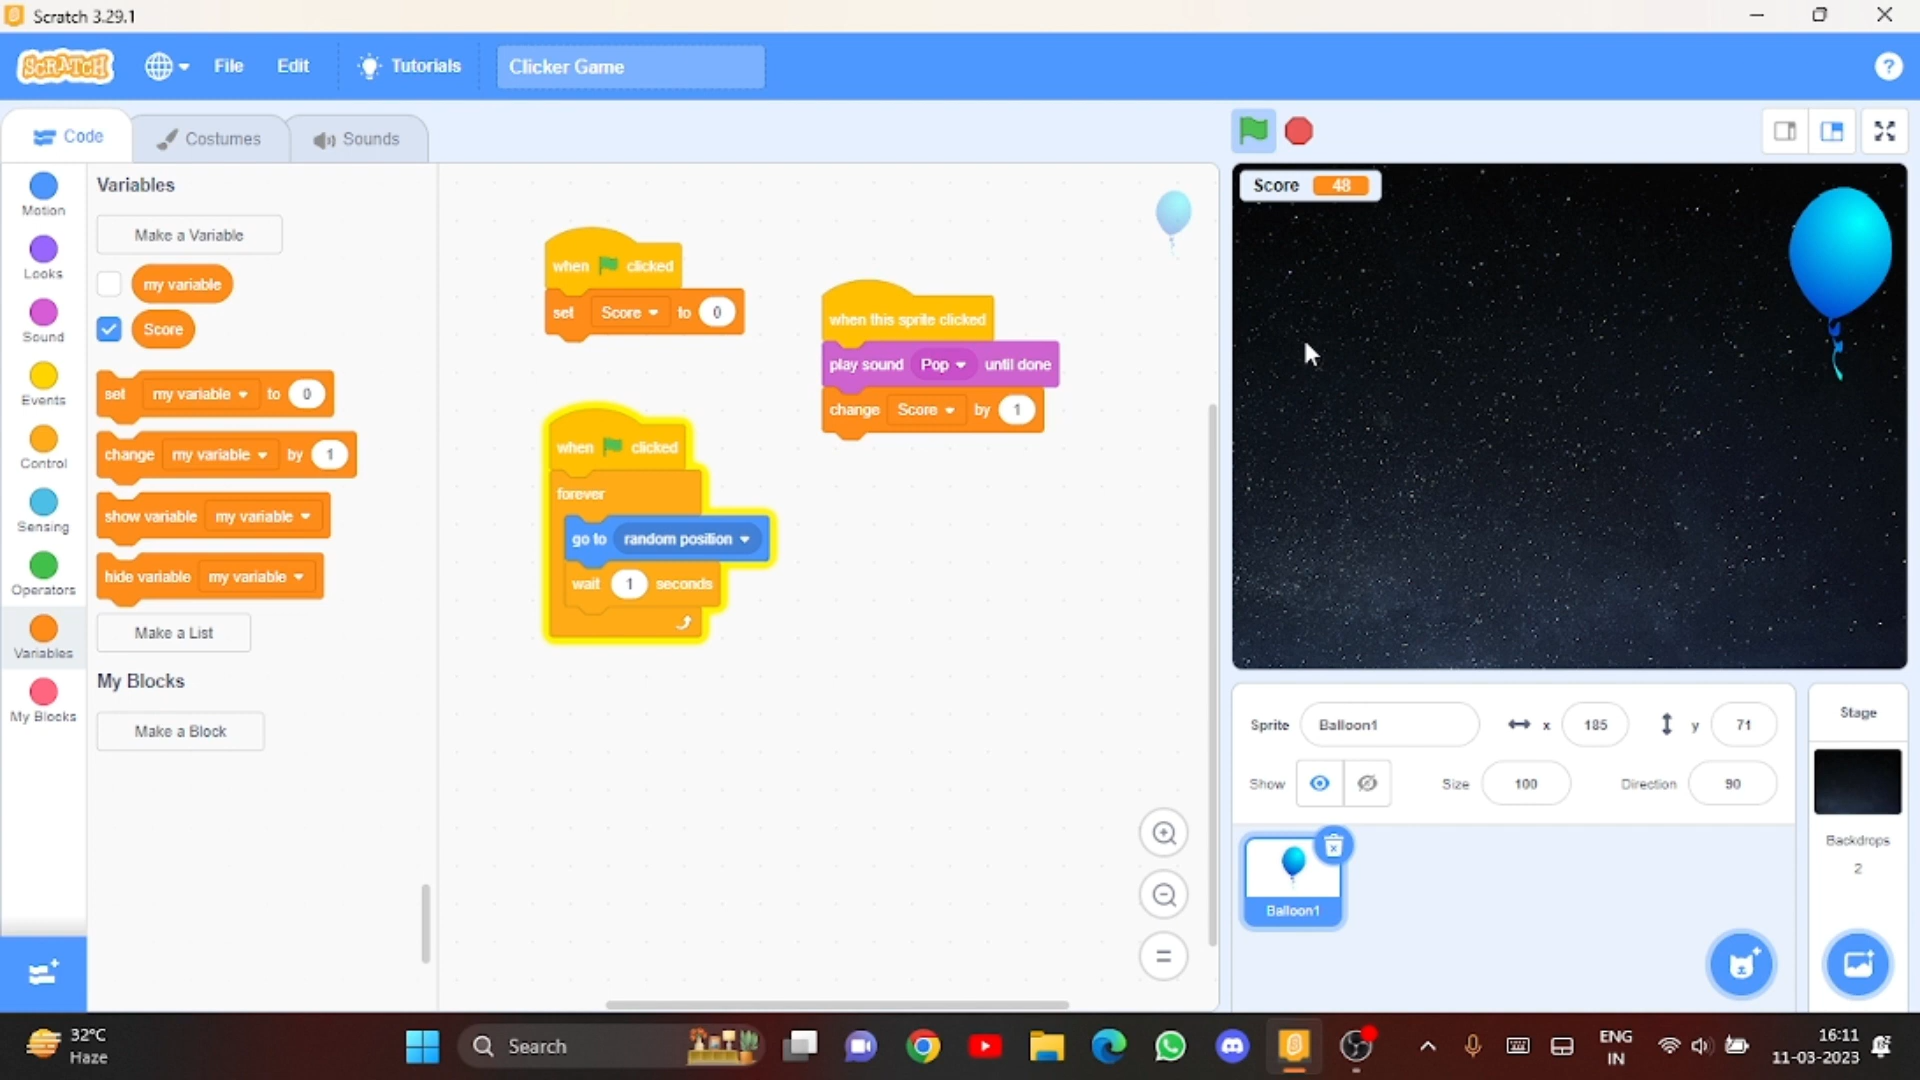 Scratch 3.29.1
SCRATCH
File
Edit
Tutorials
Clicker Game
?
Code
Costumes
Sounds
Motion
Looks
Sound
Events
Control
Sensing
Operators
Variables
My Blocks
Variables
Make a Variable
my variable
Score
set my variable to 0
change my variable by 1
show variable my variable
hide variable my variable
Make a List
My Blocks
Make a Block
when clicked
set Score to 0
when clicked
forever
go to random position
wait 1 seconds
when this sprite clicked
play sound Pop until done
change Score by 1
Score 48
Sprite Balloon1 x 185 y 71
Show Size 100 Direction 90
Balloon1
Stage
Backdrops
2
32°C
Haze
Search
ENG
IN
16:11
11-03-2023